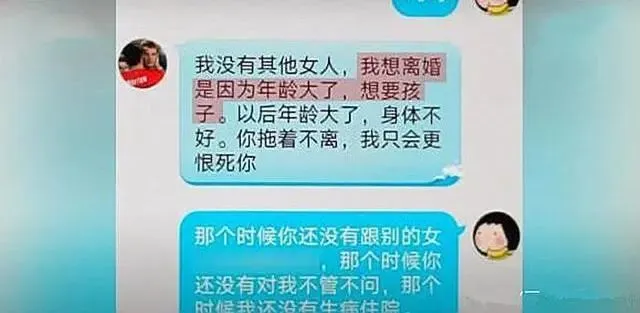 我没有其他女人，我想离婚
是因为年龄大了，想要孩
子。以后年龄大了，身体不
好。你拖着不离，我只会更
恨死你
那个时候你还没有跟别的女
，那个时候你
还没有对我不管不问，那个
时候我还没有生病住院